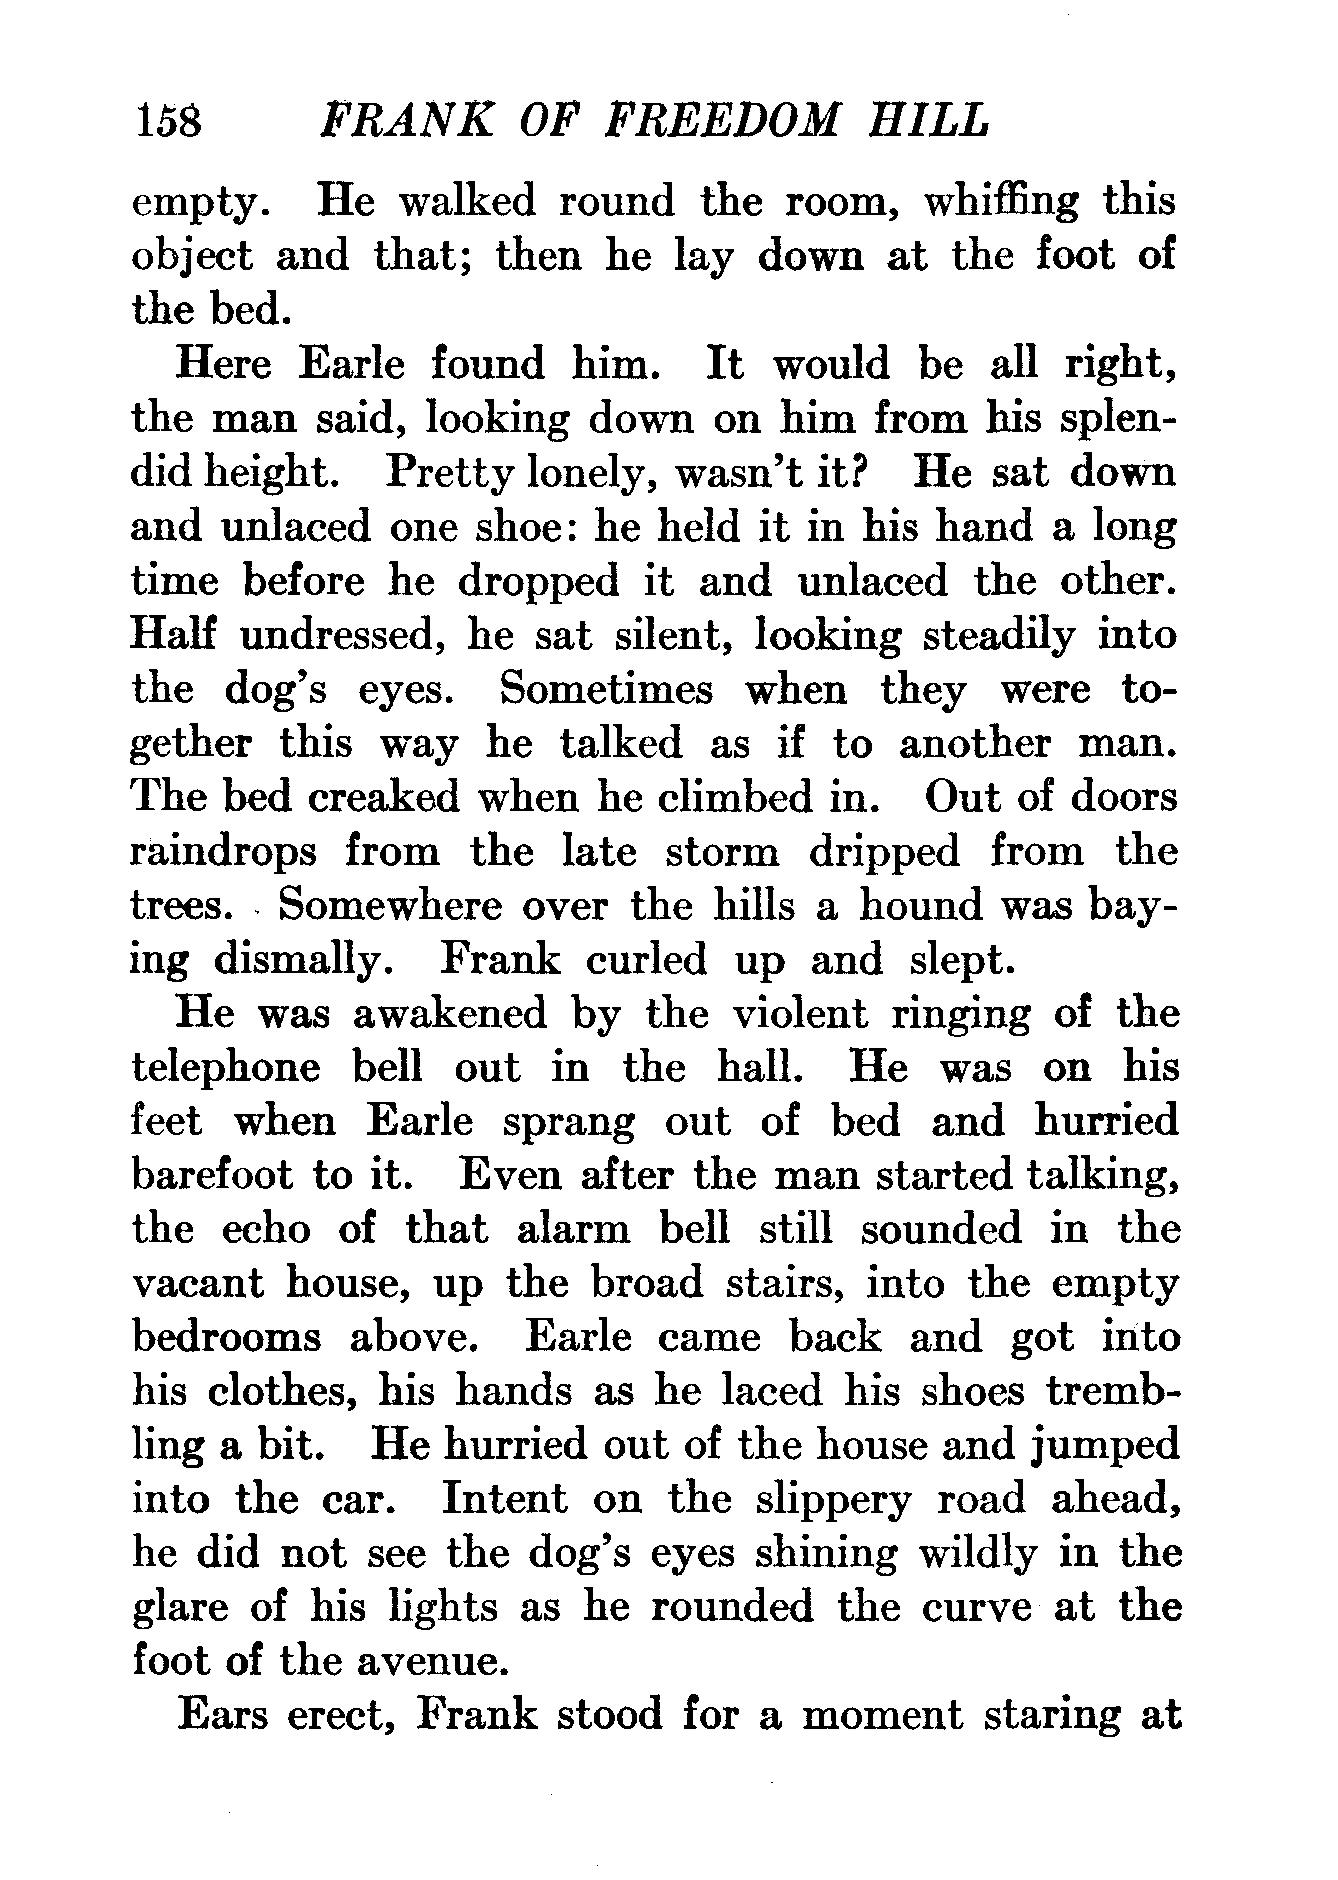 158 FRANK OF FREEDOM HILL
empty. He walked round the room, whiffing this
object and that; then he lay down at the foot of
the bed.
Here Earle found him. It would be all right,
the man said, looking down on him from his splen-
did height. Pretty lonely, wasn't it? He sat down
and unlaced one shoe: he held it in his hand a long
time before he dropped it and unlaced the other.
Half undressed, he sat silent, looking steadily into
the dog's eyes. Sometimes when they were to-
gether this way he talked as if to another man.
The bed creaked when he climbed in. Out of doors
raindrops from the late storm dripped from the
trees. Somewhere over the hills a hound was bay-
ing dismally. Frank curled up and slept.
He was awakened by the violent ringing of the
telephone bell out in the hall. He was on his
feet when Earle sprang out of bed and hurried
barefoot to it. Even after the man started talking,
the echo of that alarm bell still sounded in the
vacant house, up the broad stairs, into the empty
bedrooms above. Earle came back and got into
his clothes, his hands as he laced his shoes tremb-
ling a bit. He hurried out of the house and jumped
into the car. Intent on the slippery road ahead,
he did not see the dog's eyes shining wildly in the
glare of his lights as he rounded the curve at the
foot of the avenue.
Ears erect, Frank stood for a moment staring at